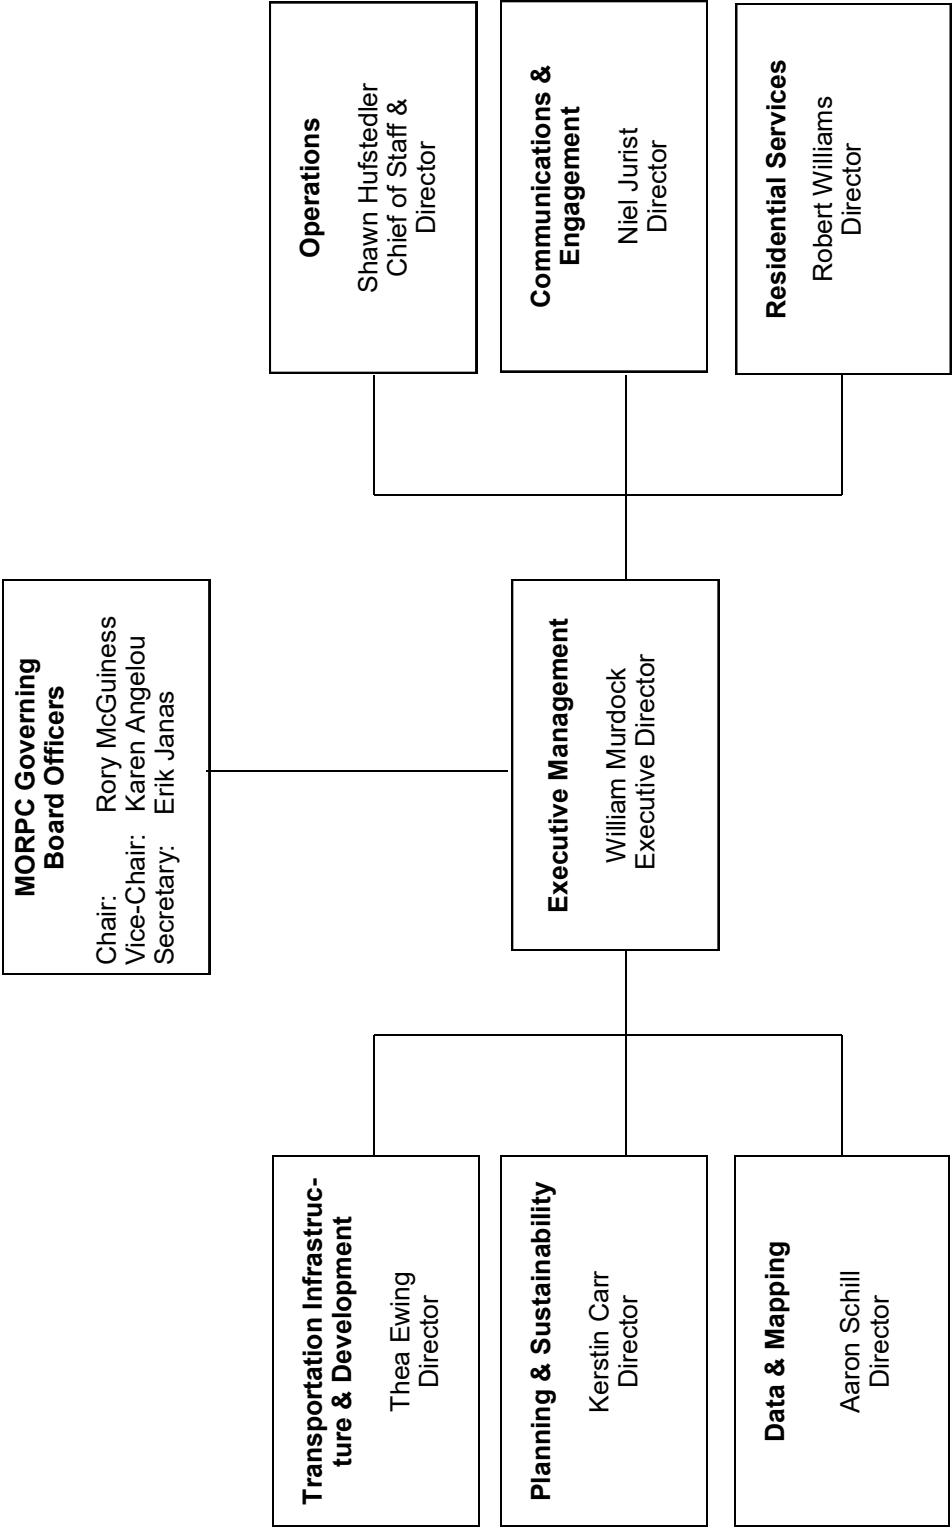 MORPC Governing
Board Officers
Chair: Rory McGuiness
Vice-Chair: Karen Angelou
Secretary: Erik Janas
Transportation Infrastruc-
ture & Development
Thea Ewing
Director
Operations
Shawn Hufstedler
Chief of Staff &
Director
Planning & Sustainability
Kerstin Carr
Director
Executive Management
William Murdock
Executive Director
Communications &
Engagement
Niel Jurist
Director
Data & Mapping
Aaron Schill
Director
Residential Services
Robert Williams
Director